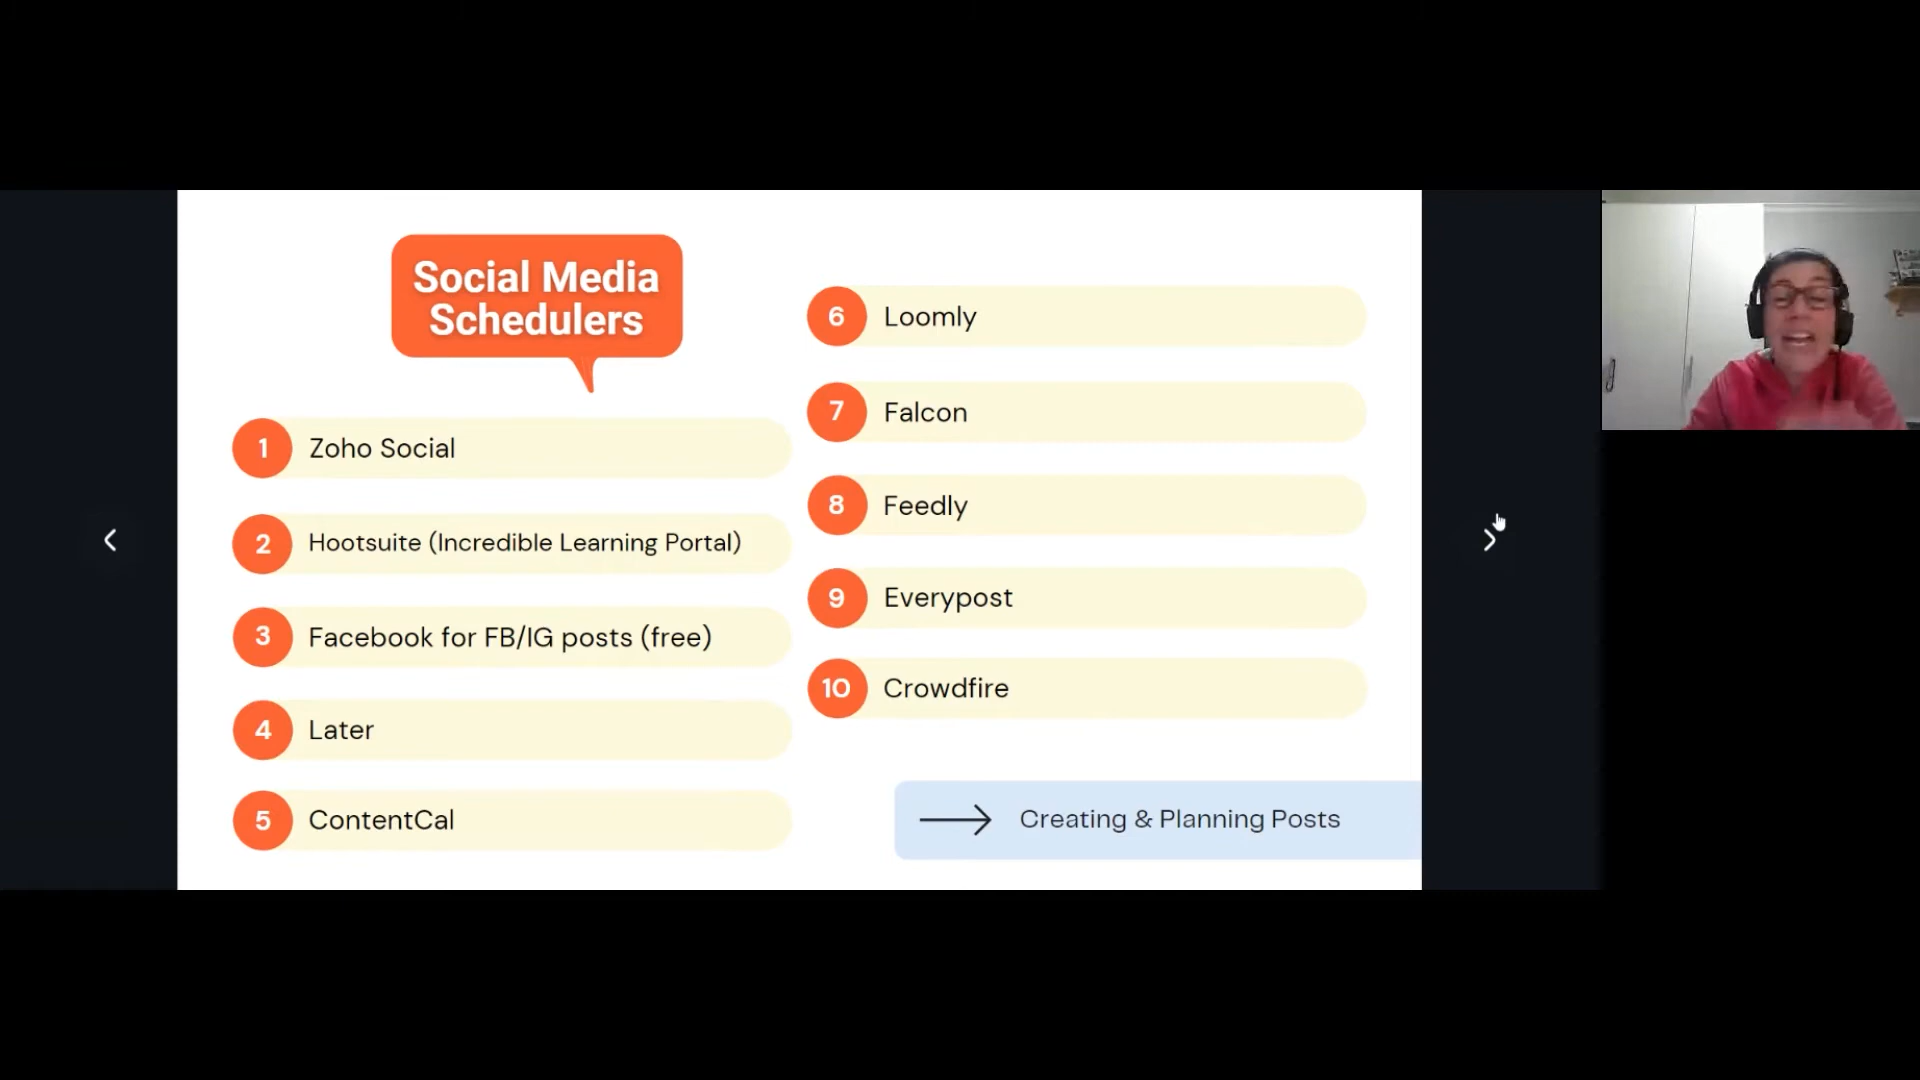 Social Media
Schedulers
1 Zoho Social
2 Hootsuite (Incredible Learning Portal)
3 Facebook for FB/IG posts (free)
4 Later
5 ContentCal
6 Loomly
7 Falcon
8 Feedly
9 Everypost
10 Crowdfire
Creating & Planning Posts